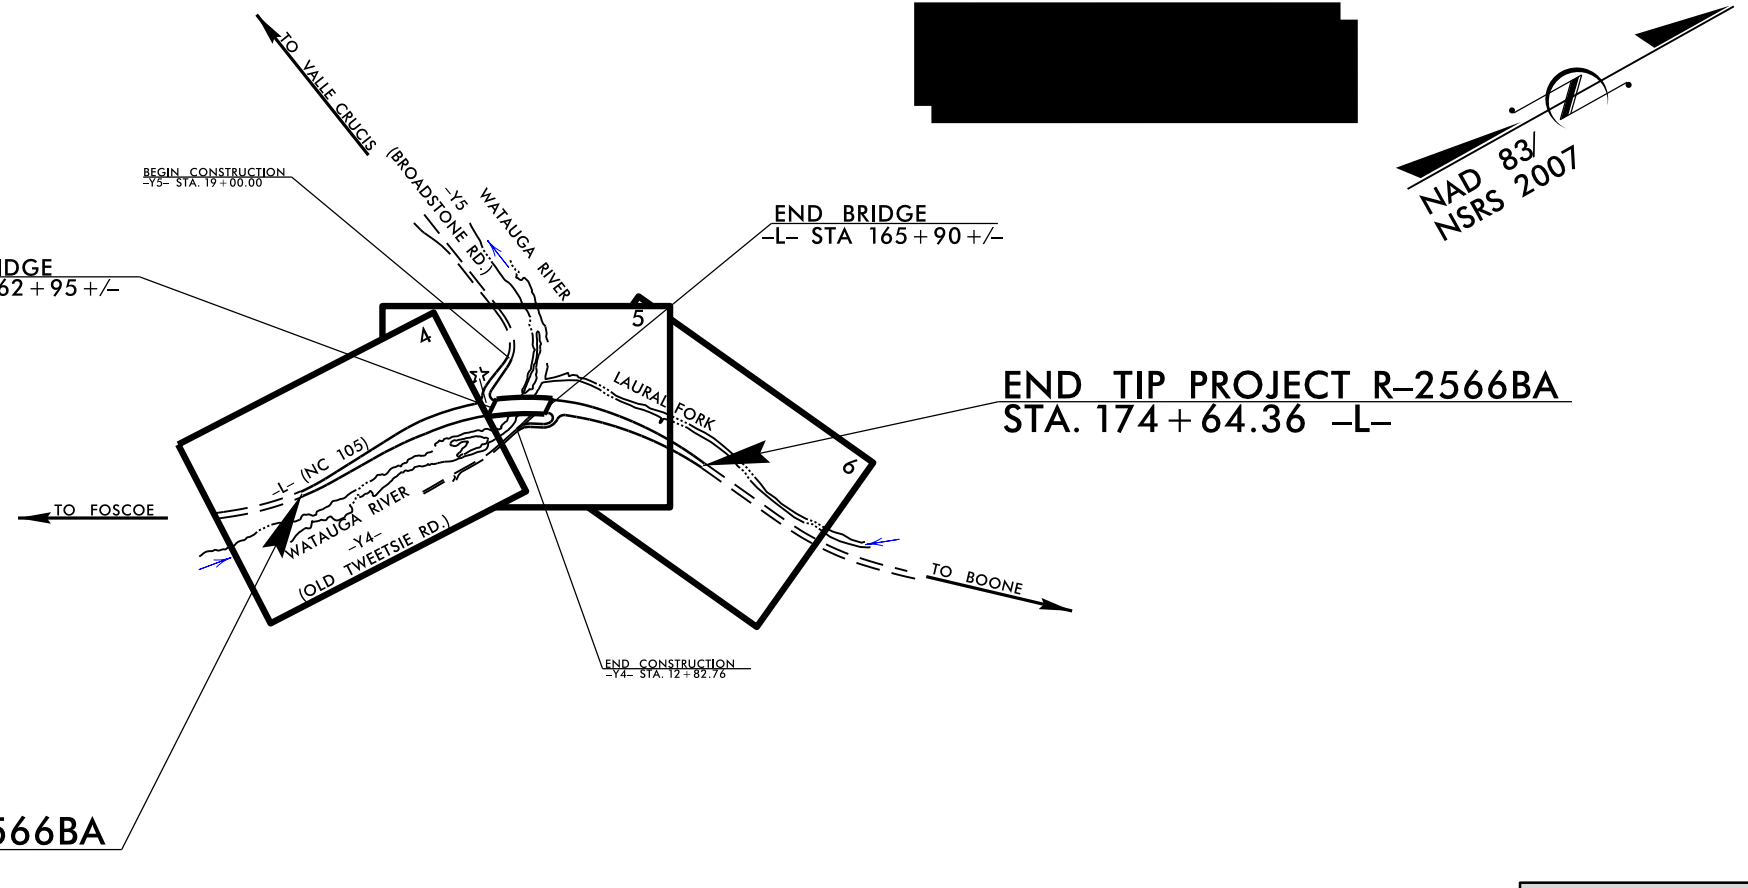 TO VALLE CRUCIS
(BROADSTONE RD.)
-Y5
WATAUGA RIVER
NAD 83/
NSRS 2007
BEGIN CONSTRUCTION
-Y5- STA. 19+00.00
END BRIDGE
-L- STA 165+90 +/-
IDGE
62+95 +/-
5
4
6
LAURAL FORK
END TIP PROJECT R-2566BA
STA. 174+64.36 -L-
-L- (NC 105)
TO FOSCOE
WATAUGA RIVER
-Y4-
(OLD TWEETSIE RD.)
TO BOONE
END CONSTRUCTION
-Y4- STA. 12+82.76
566BA